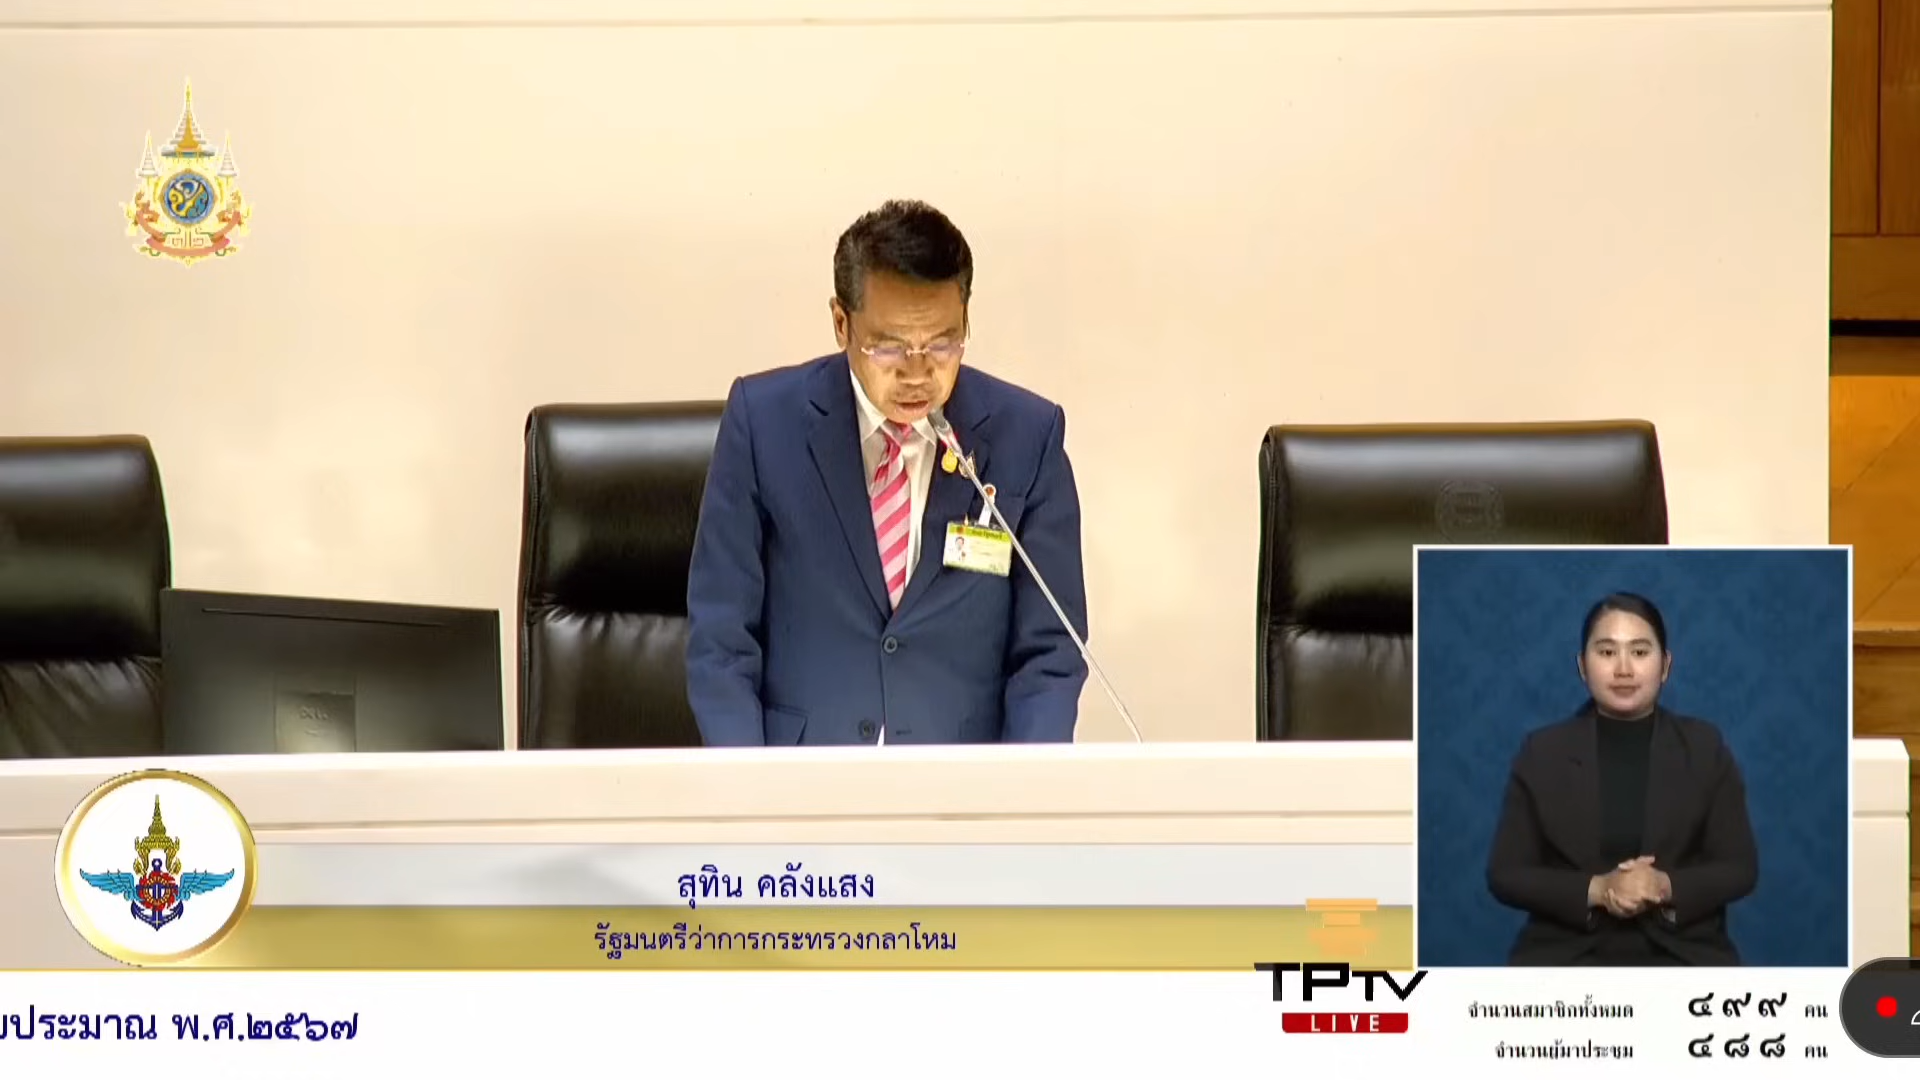 สุทิน คลังแสง
รัฐมนตรีว่าการกระทรวงกลาโหม
TPTV
LIVE
ประมาณ พ.ศ.๒๕๖๗
จำนวนสมาชิกทั้งหมด ๔๙๙ คน
จำนวนผู้มาประชุม ๔๘๘ คน